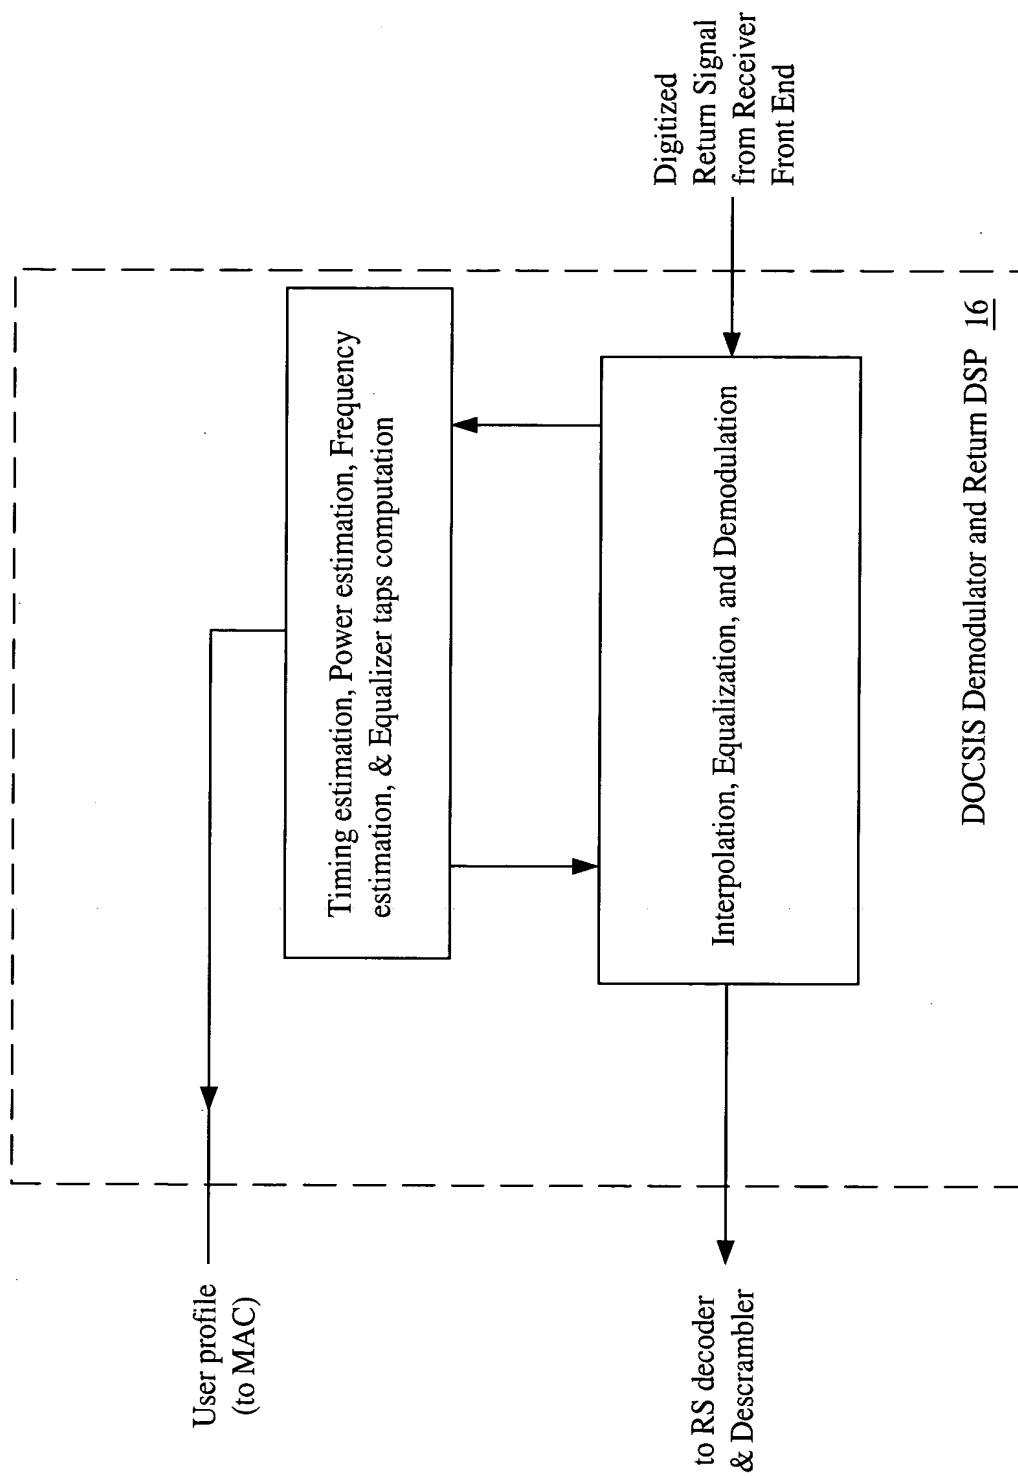 User profile
(to MAC)
Timing estimation, Power estimation, Frequency
estimation, & Equalizer taps computation
to RS decoder
& Descrambler
Interpolation, Equalization, and Demodulation
Digitized
Return Signal
from Receiver
Front End
DOCSIS Demodulator and Return DSP 16